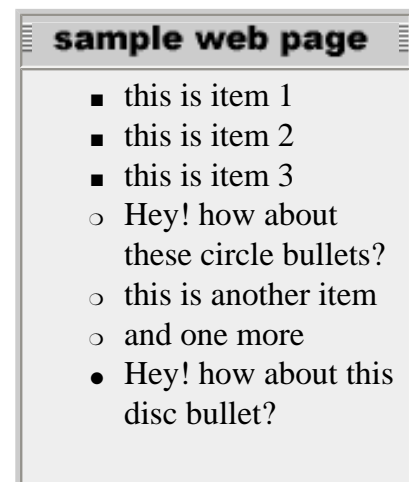 sample web page
■ this is item 1
■ this is item 2
■ this is item 3
❍ Hey! how about
these circle bullets?
❍ this is another item
❍ and one more
● Hey! how about this
disc bullet?